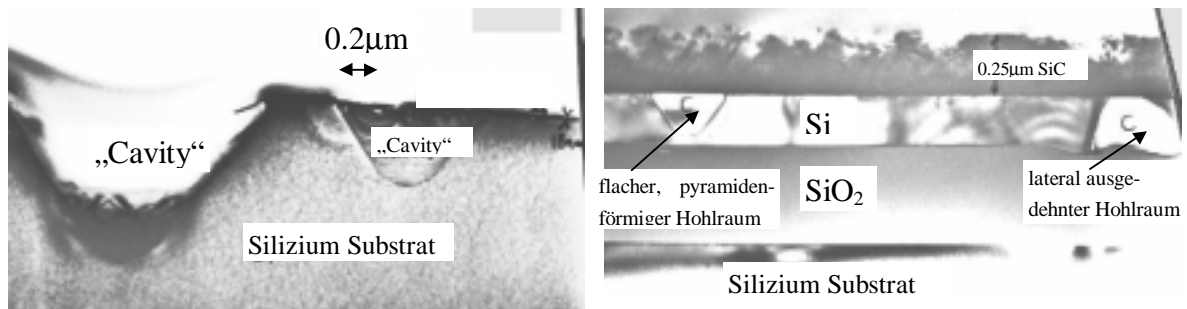 0.2µm
„Cavity“
„Cavity“
Silizium Substrat
0.25µm SiC
C
Si
C
flacher, pyramiden-
förmiger Hohlraum
SiO2
lateral ausge-
dehnter Hohlraum
Silizium Substrat